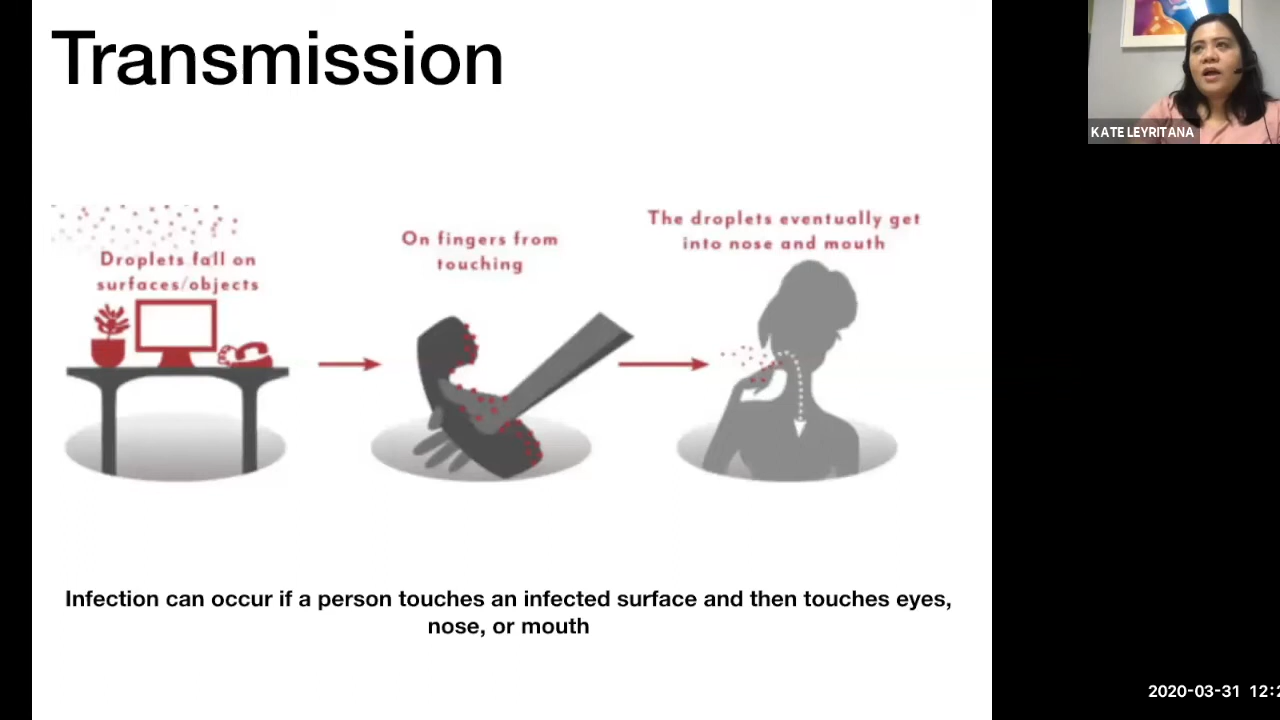 Transmission
KATE LEYRITANA
Droplets fall on
surfaces/objects
On fingers from
touching
The droplets eventually get
into nose and mouth
Infection can occur if a person touches an infected surface and then touches eyes,
nose, or mouth
2020-03-31 12:2